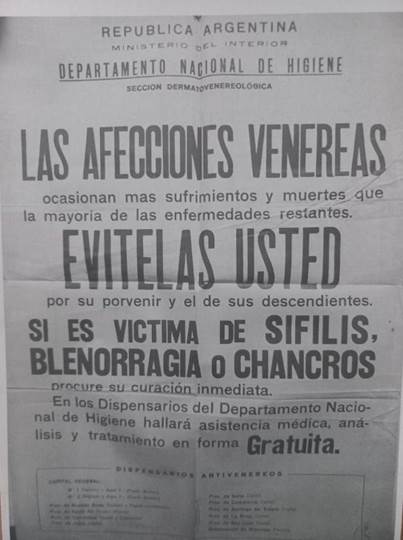 REPUBLICA ARGENTINA
MINISTERIO DEL INTERIOR
DEPARTAMENTO NACIONAL DE HIGIENE
SECCION DERMATOVENEREOLÓGICA
LAS AFECCIONES VENEREAS
ocasionan mas sufrimientos y muertes que
la mayoría de las enfermedades restantes.
EVITELAS USTED
por su porvenir y el de sus descendientes.
SI ES VICTIMA DE SIFILIS,
BLENORRAGIA O CHANCROS
procure su curación inmediata.
En los Dispensarios del Departamento Nacio-
nal de Higiene hallará asistencia médica, aná-
lisis y tratamiento en forma Gratuita.
DISPENSARIOS ANTIVENEREOS
CAPITAL FEDERAL: